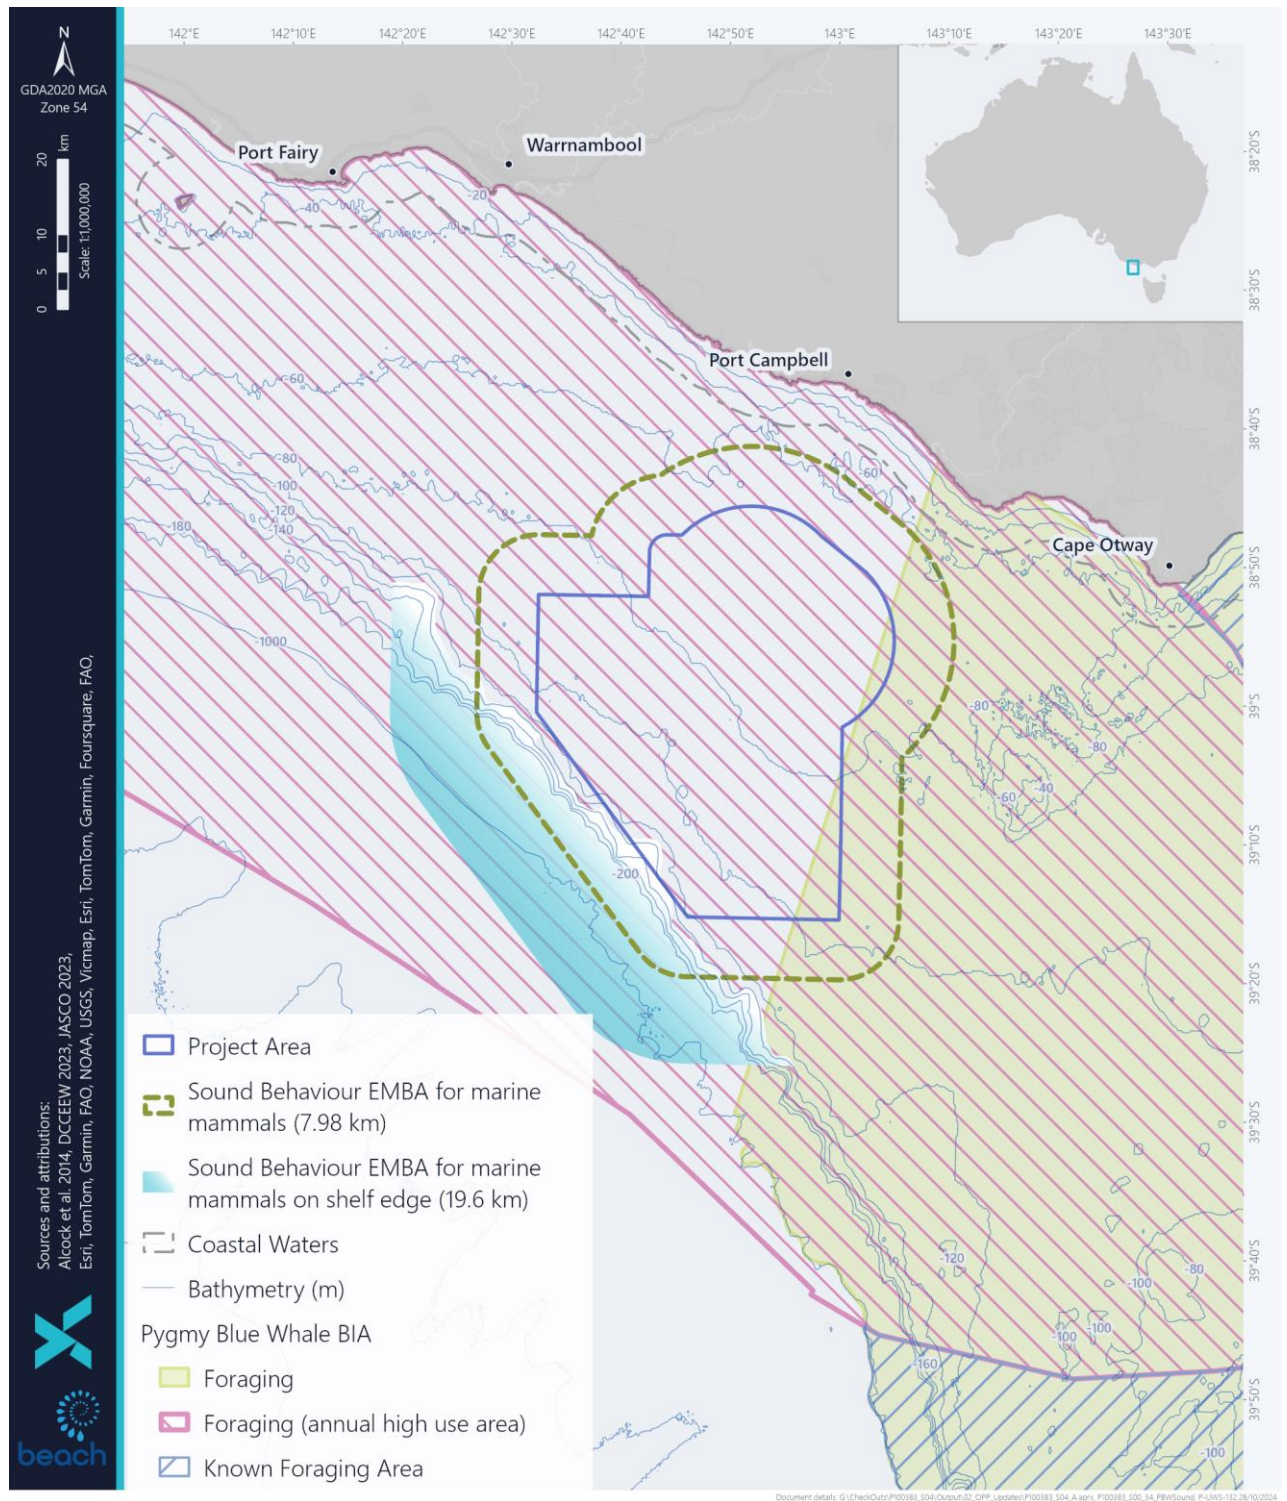 142°E
142°10'E
142°20'E
142°30'E
142°40'E
142°50'E
143°E
143°10'E
143°20'E
143°30'E
N
GDA2020 MGA
Zone 54
km
20
10
5
0
Scale: 1:1,000,000
Port Fairy
Warrnambool
Port Campbell
Cape Otway
38°20'S
38°30'S
38°40'S
38°50'S
39°S
39°10'S
39°20'S
39°30'S
39°40'S
39°50'S
-20
-40
-60
-60
-80
-100
-120
-140
-180
-1000
-80
-80
-60
-40
-200
-120
-80
-100
-100
-100
-160
-100
Project Area
Sound Behaviour EMBA for marine
mammals (7.98 km)
Sound Behaviour EMBA for marine
mammals on shelf edge (19.6 km)
Coastal Waters
Bathymetry (m)
Pygmy Blue Whale BIA
Foraging
Foraging (annual high use area)
Known Foraging Area
Sources and attributions:
Alcock et al. 2014, DCCEEW 2023, JASCO 2023,
Esri, TomTom, Garmin, FAO, NOAA, USGS, Vicmap, Esri, TomTom, Garmin, Foursquare, FAO,
beach